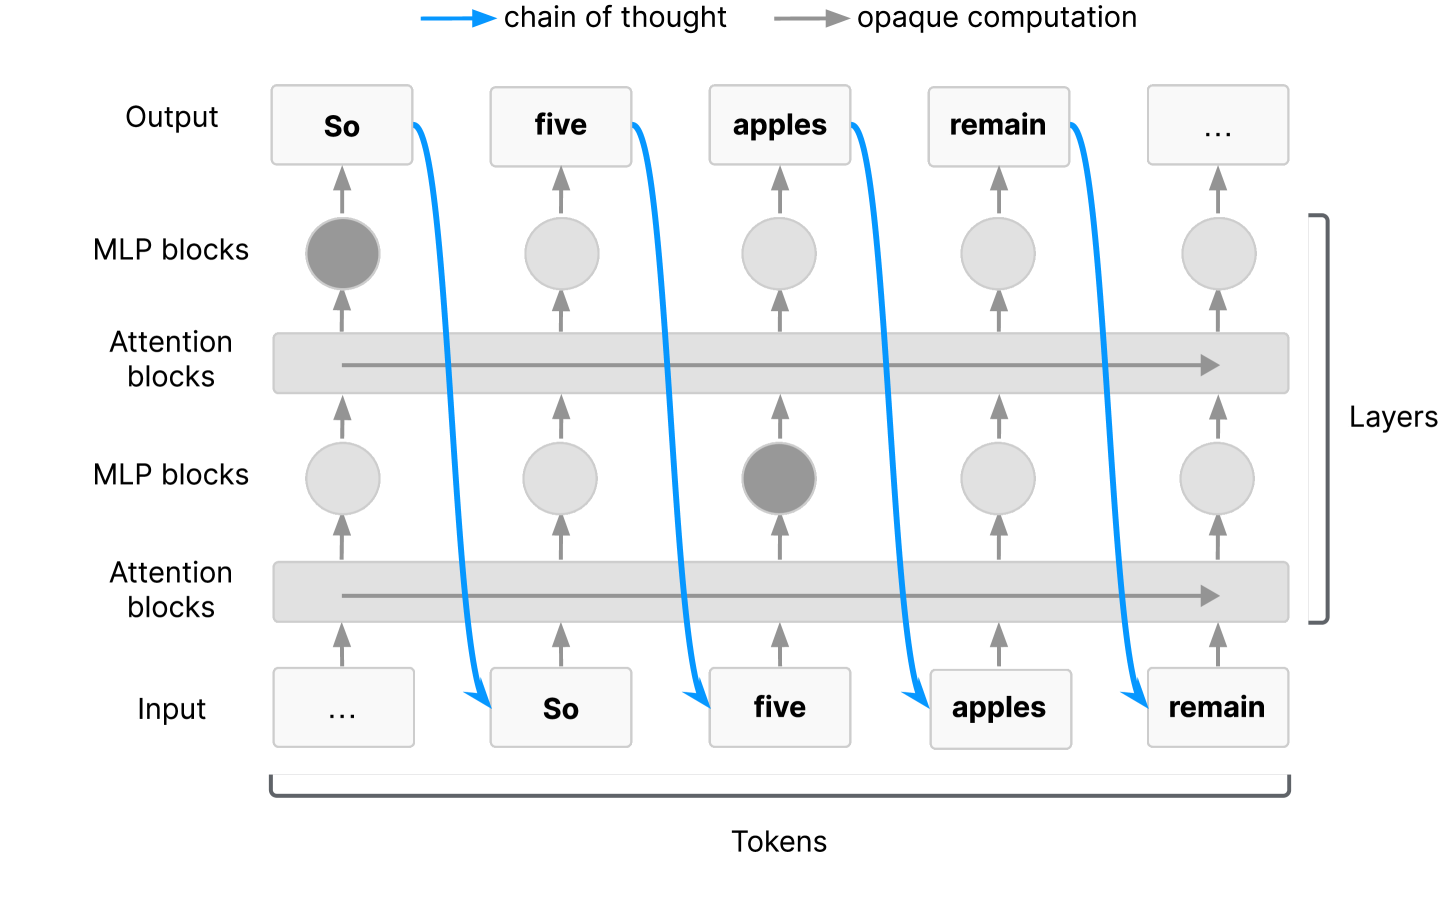 chain of thought
opaque computation
Output
So
five
apples
remain
...
MLP blocks
Attention
blocks
MLP blocks
Attention
blocks
Layers
Input
...
So
five
apples
remain
Tokens